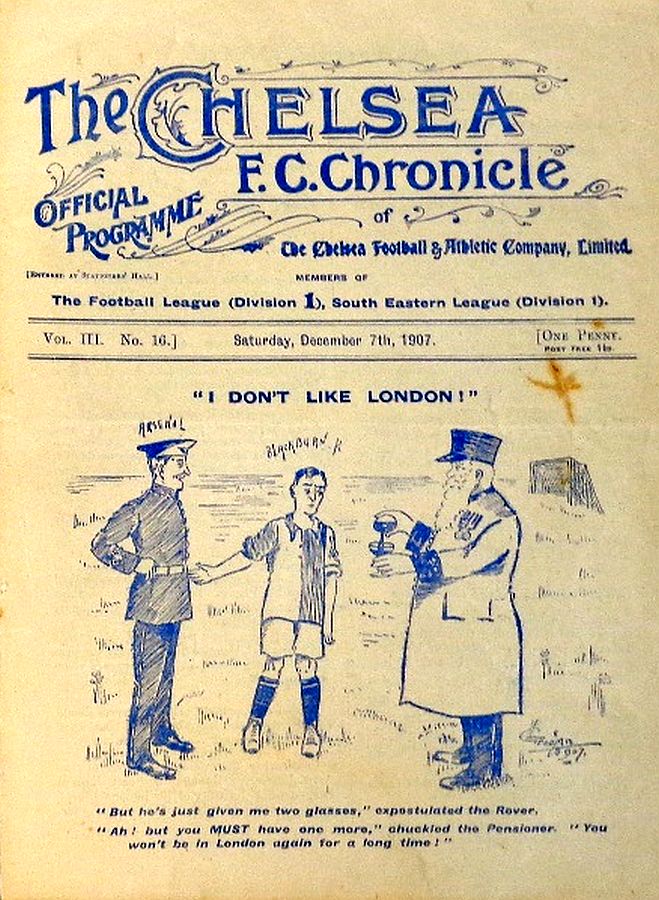 The CHELSEA
F.C. Chronicle
OFFICIAL
PROGRAMME
of
The Chelsea Football & Athletic Company, Limited.
[ENTERED AT STATIONERS' HALL.]
MEMBERS OF
The Football League (Division 1), South Eastern League (Division 1).
VOL. III. No. 16.] Saturday, December 7th, 1907. [ONE PENNY.
POST FREE
"I DON'T LIKE LONDON!"
ARSENAL
BLACKBURN R
1907.
"But he's just given me two glasses," expostulated the Rover.
"Ah! but you MUST have one more," chuckled the Pensioner. "You
won't be in London again for a long time!"